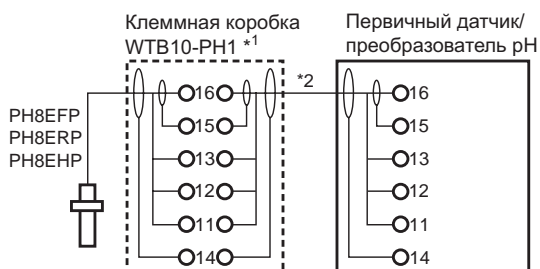 Клеммная коробка
WTB10-PH1 *1
Первичный датчик/
преобразователь pH
*2
PH8EFP
PH8ERP
PH8EHP
16
15
13
12
11
14
16
15
13
12
11
14